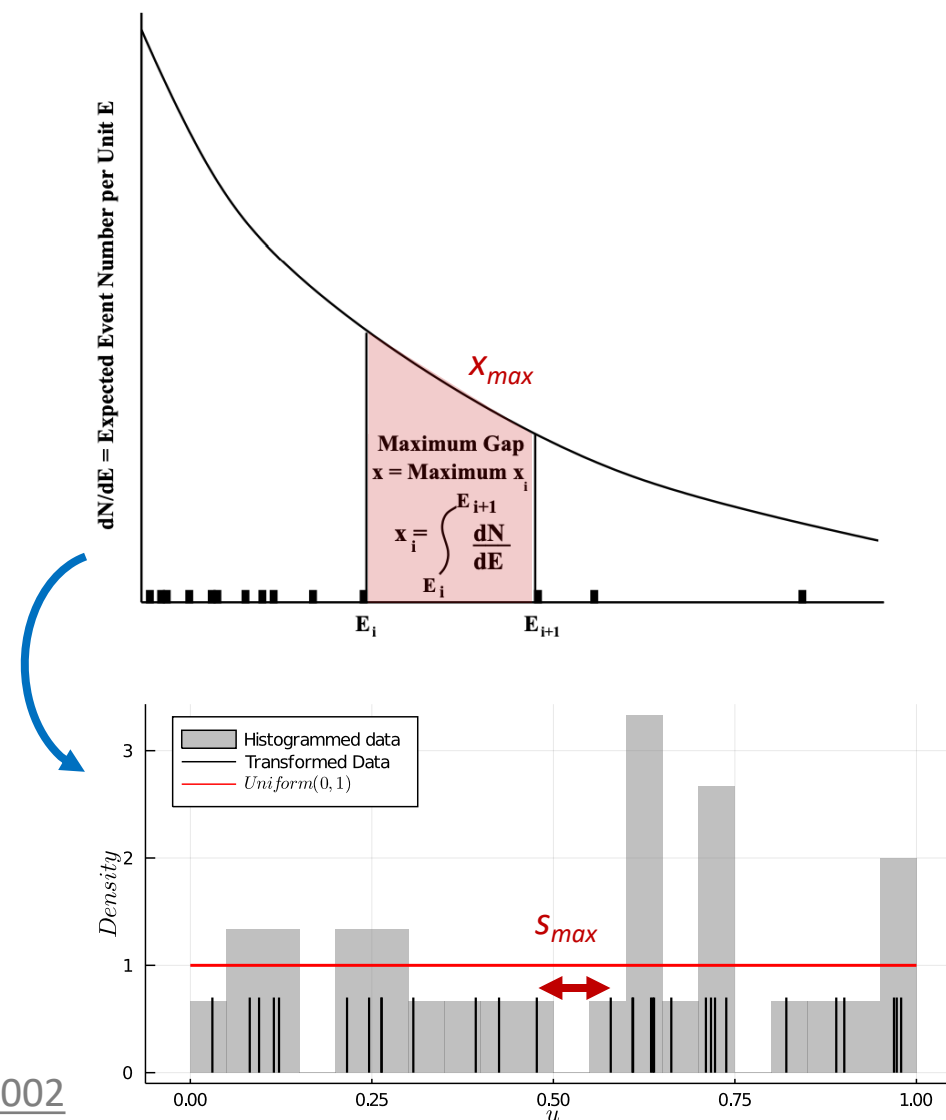 dN/dE = Expected Event Number per Unit E
x_max
Maximum Gap
x = Maximum x_i
x_i = ∫ dN/dE
E_{i+1}
E_i
E_i
E_{i+1}
Histogrammed data
Transformed Data
Uniform(0, 1)
Density
3
2
1
0
s_max
0.00
0.25
0.50
0.75
1.00
u
002